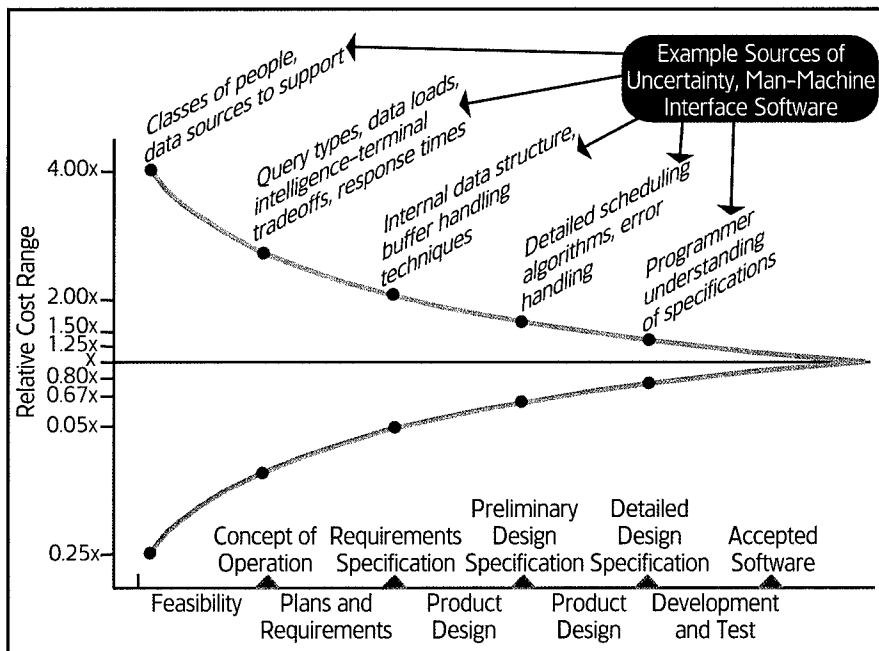 Example Sources of
Uncertainty, Man-Machine
Interface Software
Classes of people,
data sources to support
Query types, data loads,
intelligence-terminal
tradeoffs, response times
Internal data structure,
buffer handling
techniques
Detailed scheduling
algorithms, error
handling
Programmer
understanding
of specifications
Relative Cost Range
4.00x
2.00x
1.50x
1.25x
x
0.80x
0.67x
0.05x
0.25x
Concept of
Operation
Requirements
Specification
Preliminary
Design
Specification
Detailed
Design
Specification
Accepted
Software
Feasibility
Plans and
Requirements
Product
Design
Product
Design
Development
and Test